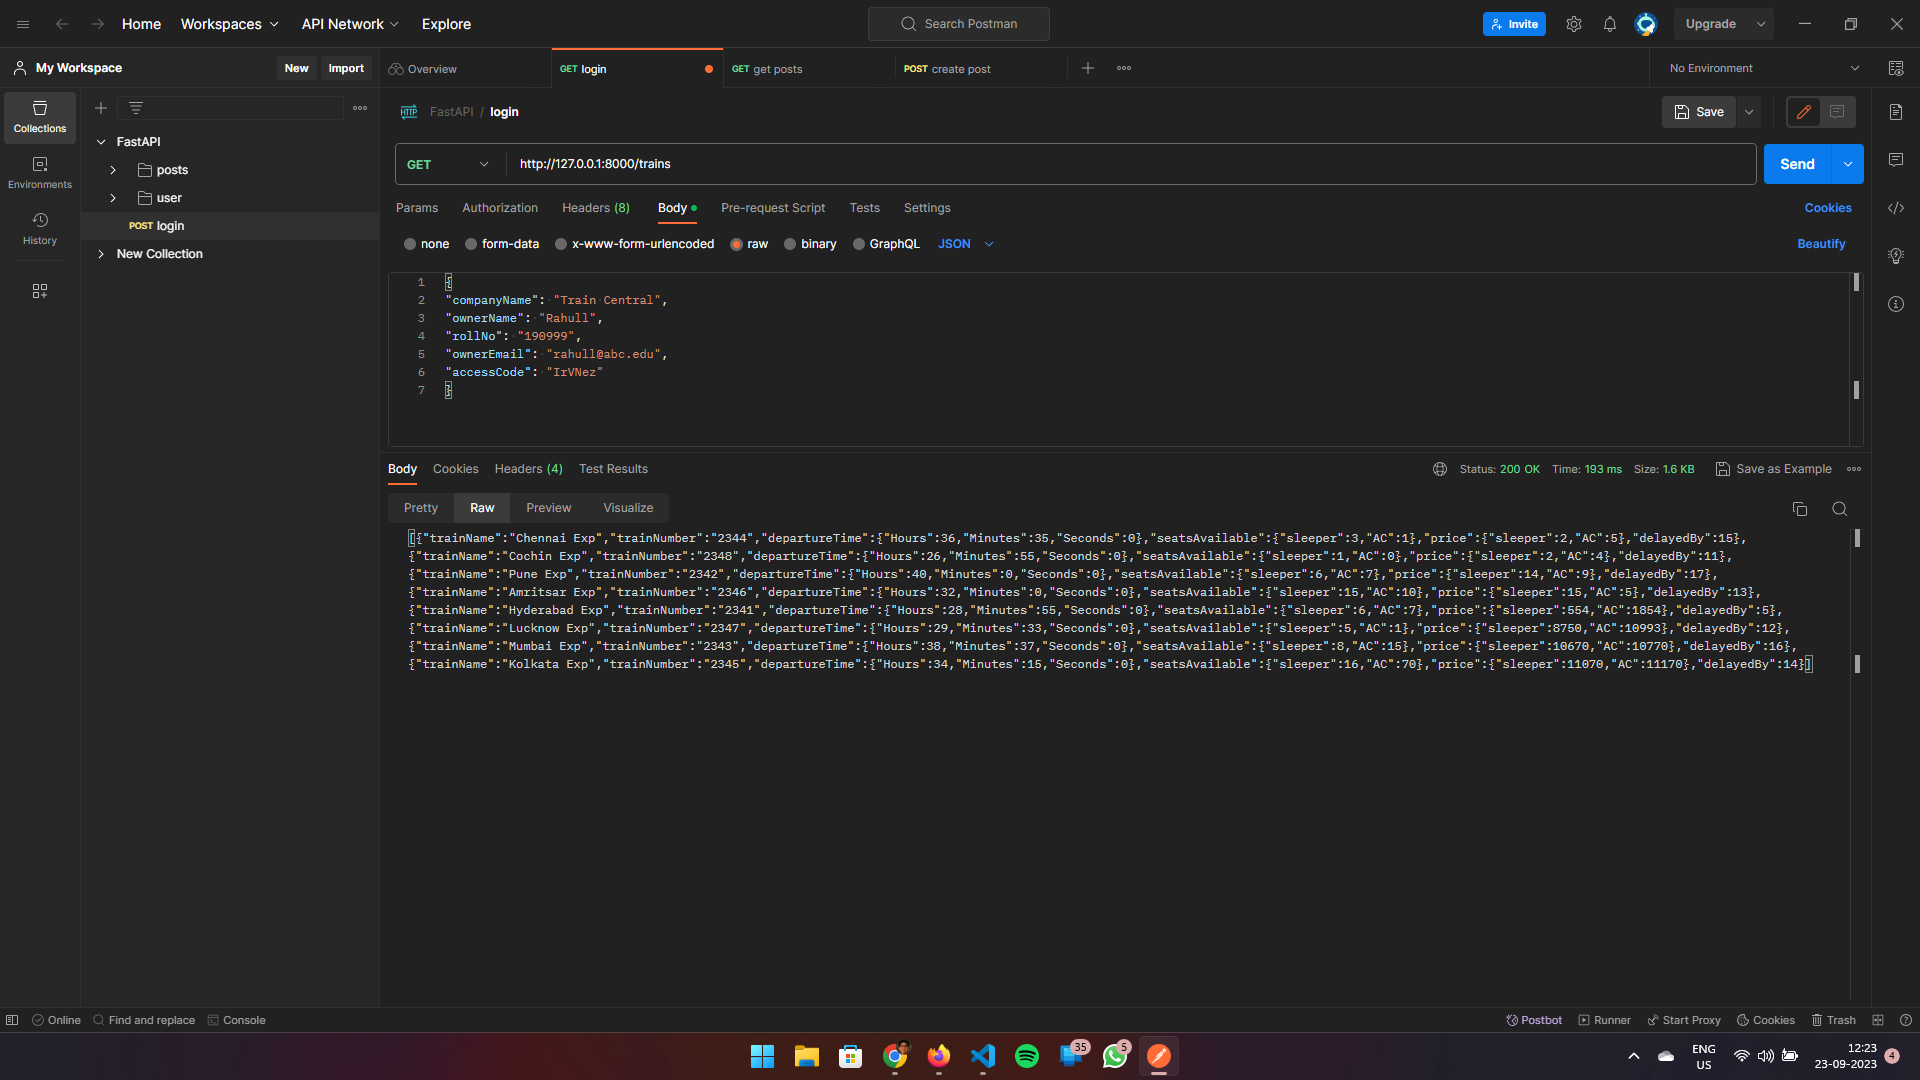 Home Workspaces API Network Explore Search Postman Invite Upgrade
My Workspace New Import Overview GET login GET get posts POST create post No Environment
Collections
Environments
History
FastAPI
posts
user
POST login
New Collection
HTTP FastAPI / login Save
GET http://127.0.0.1:8000/trains Send
Params Authorization Headers (8) Body Pre-request Script Tests Settings Cookies
none form-data x-www-form-urlencoded raw binary GraphQL JSON Beautify
1 {
2 "companyName": "Train Central",
3 "ownerName": "Rahull",
4 "rollNo": "190999",
5 "ownerEmail": "rahull@abc.edu",
6 "accessCode": "IrVNez"
7 }
Body Cookies Headers (4) Test Results Status: 200 OK Time: 193 ms Size: 1.6 KB Save as Example
Pretty Raw Preview Visualize
[{"trainName":"Chennai Exp","trainNumber":"2344","departureTime":{"Hours":36,"Minutes":35,"Seconds":0},"seatsAvailable":{"sleeper":3,"AC":1},"price":{"sleeper":2,"AC":5},"delayedBy":15},
{"trainName":"Cochin Exp","trainNumber":"2348","departureTime":{"Hours":26,"Minutes":55,"Seconds":0},"seatsAvailable":{"sleeper":1,"AC":0},"price":{"sleeper":2,"AC":4},"delayedBy":11},
{"trainName":"Pune Exp","trainNumber":"2342","departureTime":{"Hours":40,"Minutes":0,"Seconds":0},"seatsAvailable":{"sleeper":6,"AC":7},"price":{"sleeper":14,"AC":9},"delayedBy":17},
{"trainName":"Amritsar Exp","trainNumber":"2346","departureTime":{"Hours":32,"Minutes":0,"Seconds":0},"seatsAvailable":{"sleeper":15,"AC":10},"price":{"sleeper":15,"AC":5},"delayedBy":13},
{"trainName":"Hyderabad Exp","trainNumber":"2341","departureTime":{"Hours":28,"Minutes":55,"Seconds":0},"seatsAvailable":{"sleeper":6,"AC":7},"price":{"sleeper":554,"AC":1854},"delayedBy":5},
{"trainName":"Lucknow Exp","trainNumber":"2347","departureTime":{"Hours":29,"Minutes":33,"Seconds":0},"seatsAvailable":{"sleeper":5,"AC":1},"price":{"sleeper":8750,"AC":10993},"delayedBy":12},
{"trainName":"Mumbai Exp","trainNumber":"2343","departureTime":{"Hours":38,"Minutes":37,"Seconds":0},"seatsAvailable":{"sleeper":8,"AC":15},"price":{"sleeper":10670,"AC":10770},"delayedBy":16},
{"trainName":"Kolkata Exp","trainNumber":"2345","departureTime":{"Hours":34,"Minutes":15,"Seconds":0},"seatsAvailable":{"sleeper":16,"AC":70},"price":{"sleeper":11070,"AC":11170},"delayedBy":14}]
Online Find and replace Console Postbot Runner Start Proxy Cookies Trash
35 5
ENG
US
12:23
23-09-2023
4